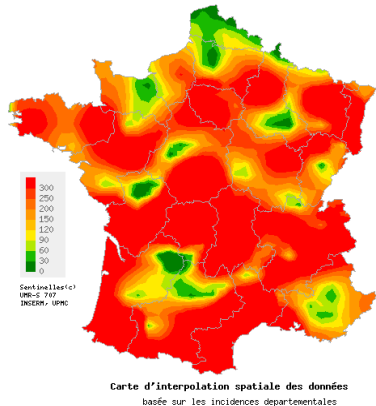 300
250
200
150
120
90
60
30
0
Sentinelles(c)
UMR-S 707
INSERM, UPMC
Carte d'interpolation spatiale des données
basée sur les incidences departementales